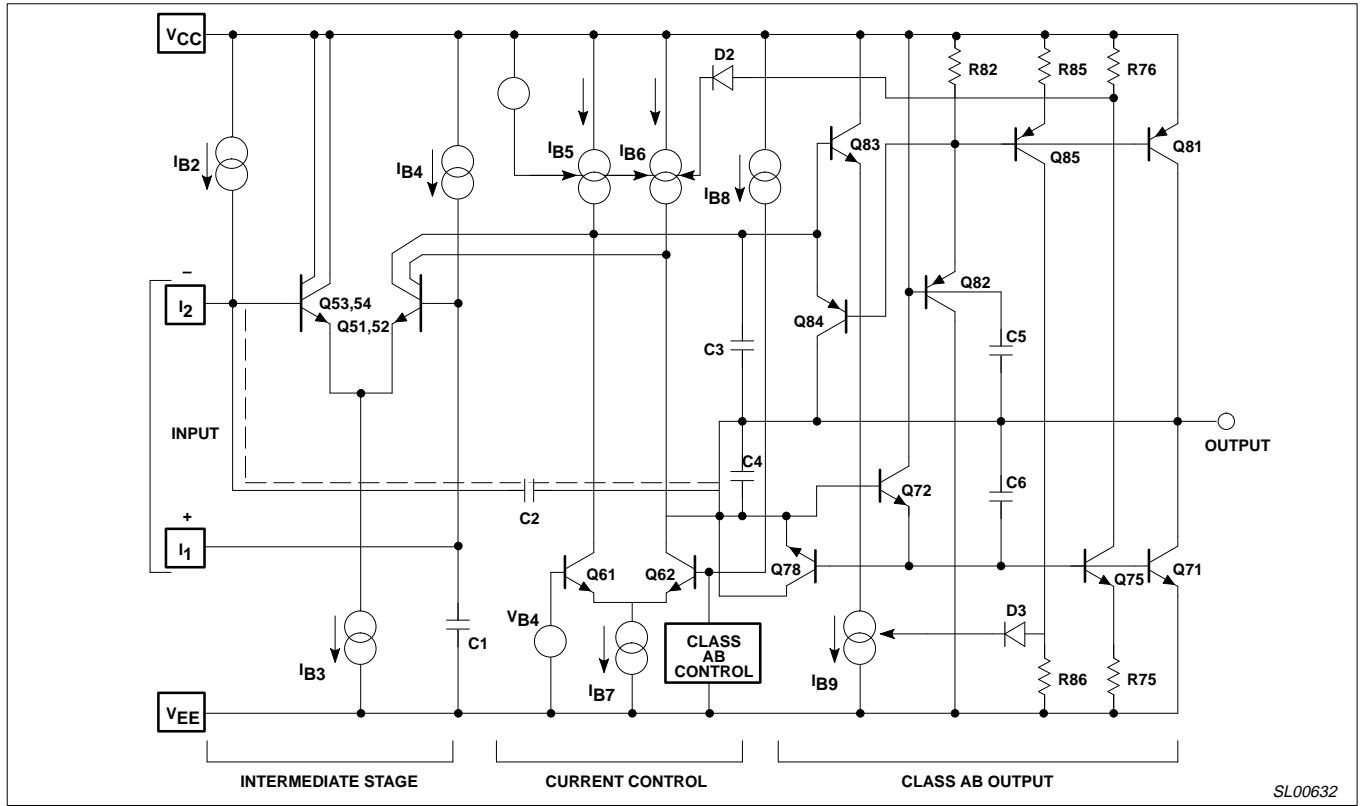 VCC
D2
R82
R85
R76
IB2
IB4
IB5
IB6
IB8
Q83
Q85
Q81
−
I2
Q53,54
Q51,52
Q82
Q84
C3
C5
INPUT
OUTPUT
C4
Q72
C6
C2
+
I1
Q61
Q62
Q78
Q75
Q71
VB4
D3
C1
CLASS
AB
CONTROL
IB3
IB7
IB9
R86
R75
VEE
INTERMEDIATE STAGE
CURRENT CONTROL
CLASS AB OUTPUT
SL00632